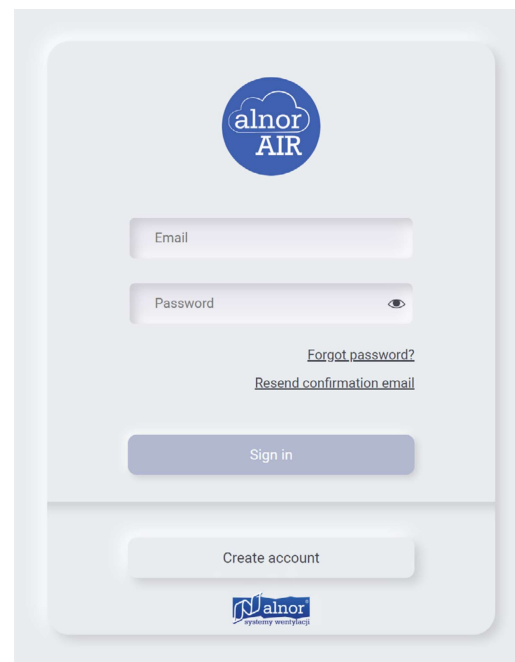 alnor
AIR
Email
Password
Forgot password?
Resend confirmation email
Sign in
Create account
alnor
systemy wentylacji